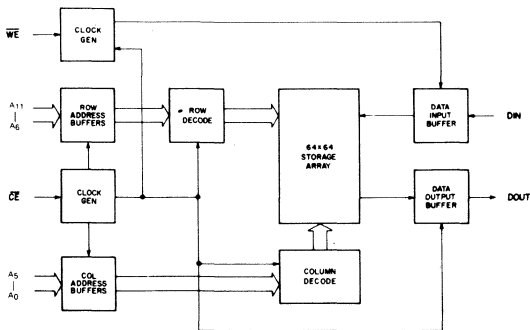 WE
CLOCK
GEN
A11
A6
ROW
ADDRESS
BUFFERS
ROW
DECODE
64×64
STORAGE
ARRAY
DATA
INPUT
BUFFER
DIN
CE
CLOCK
GEN
DATA
OUTPUT
BUFFER
DOUT
A5
A0
COL
ADDRESS
BUFFERS
COLUMN
DECODE